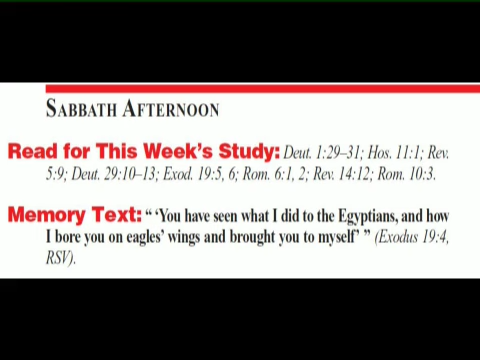 SABBATH AFTERNOON
Read for This Week's Study: Deut. 1:29–31; Hos. 11:1; Rev.
5:9; Deut. 29:10–13; Exod. 19:5, 6; Rom. 6:1, 2; Rev. 14:12; Rom. 10:3.
Memory Text: “ ‘You have seen what I did to the Egyptians, and how
I bore you on eagles’ wings and brought you to myself’ ” (Exodus 19:4,
RSV).